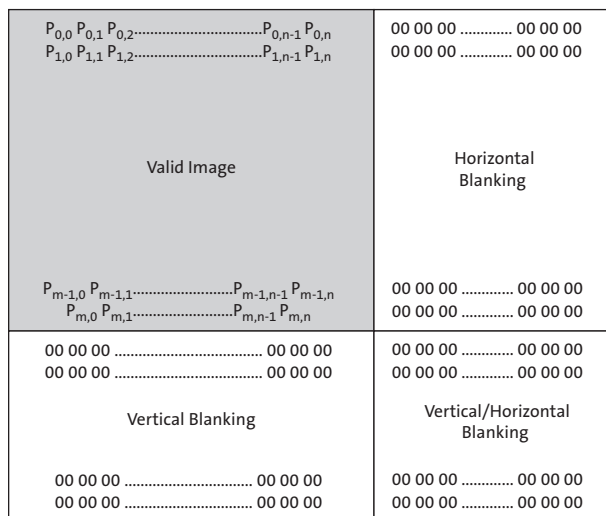 P0,0 P0,1 P0,2............................................P0,n-1 P0,n
P1,0 P1,1 P1,2............................................P1,n-1 P1,n
00 00 00 ............. 00 00 00
00 00 00 ............. 00 00 00
Valid Image
Horizontal
Blanking
Pm-1,0 Pm-1,1..................................Pm-1,n-1 Pm-1,n
Pm,0 Pm,1..................................Pm,n-1 Pm,n
00 00 00 ............. 00 00 00
00 00 00 ............. 00 00 00
00 00 00 ..................................... 00 00 00
00 00 00 ..................................... 00 00 00
00 00 00 ............. 00 00 00
00 00 00 ............. 00 00 00
Vertical Blanking
Vertical/Horizontal
Blanking
00 00 00 ................................ 00 00 00
00 00 00 ................................ 00 00 00
00 00 00 ............. 00 00 00
00 00 00 ............. 00 00 00